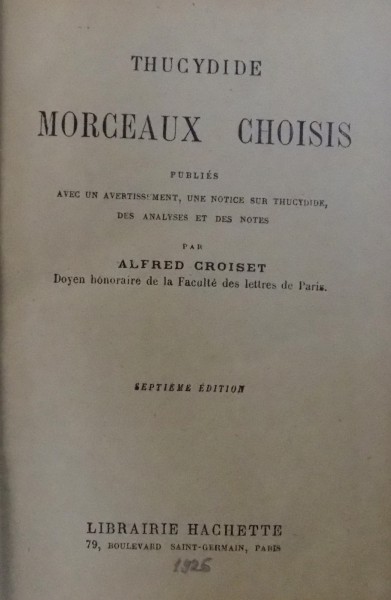 THUCYDIDE
MORCEAUX CHOISIS
PUBLIÉS
AVEC UN AVERTISSEMENT, UNE NOTICE SUR THUCYDIDE,
DES ANALYSES ET DES NOTES
PAR
ALFRED CROISET
Doyen honoraire de la Faculté des lettres de Paris.
SEPTIÈME ÉDITION
LIBRAIRIE HACHETTE
79, BOULEVARD SAINT-GERMAIN, PARIS
1926